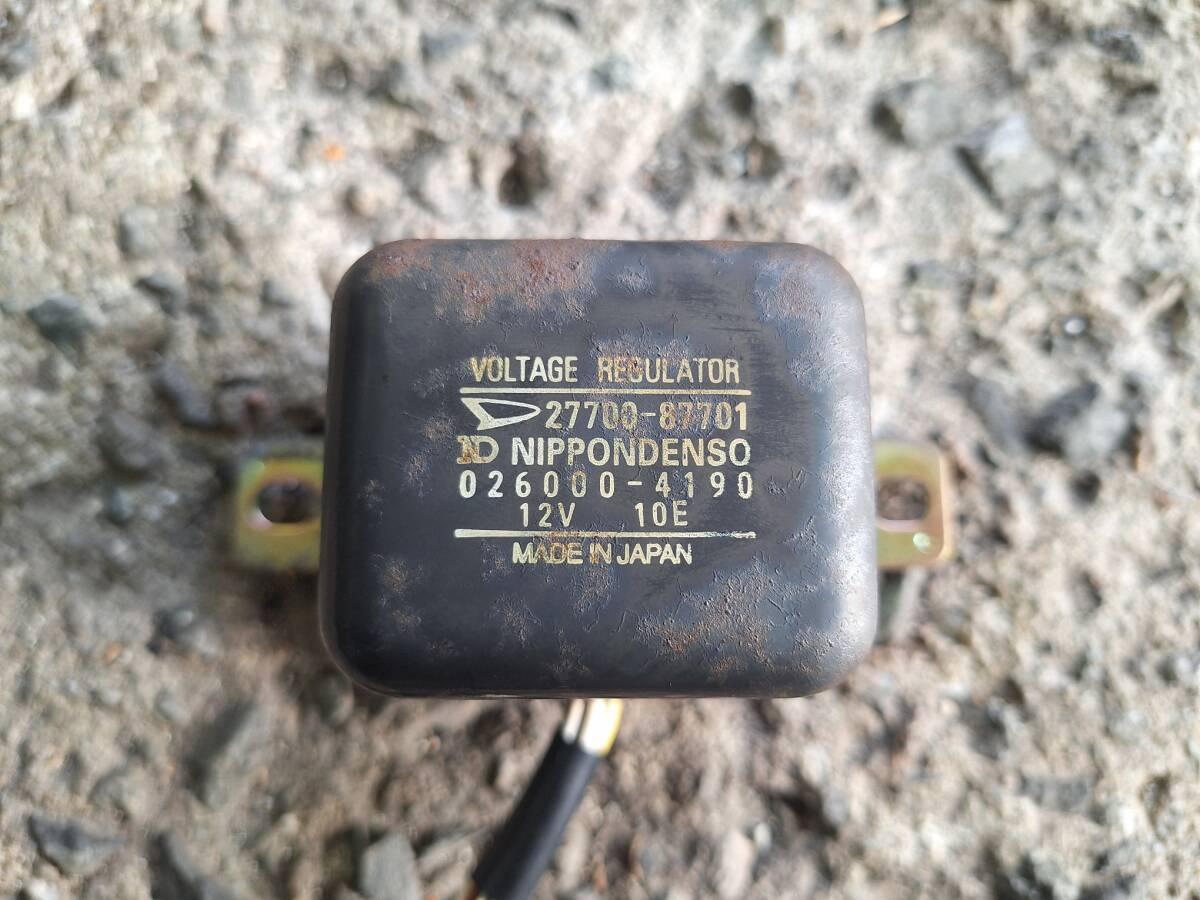 VOLTAGE REGULATOR
27700-87701
ND NIPPONDENSO
026000-4190
12V 10E
MADE IN JAPAN